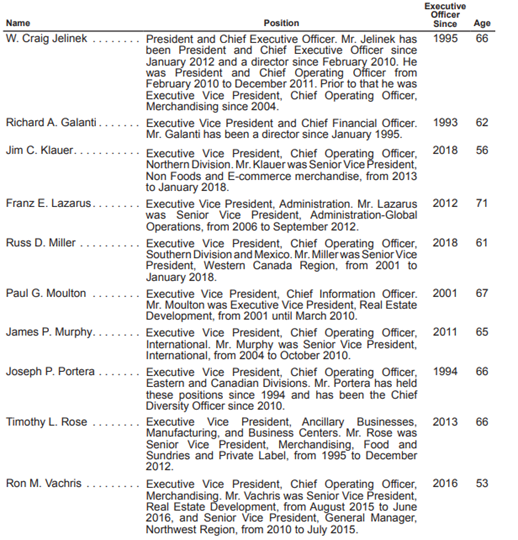 Executive
Officer
Name Position Since Age
W. Craig Jelinek ........ President and Chief Executive Officer. Mr. Jelinek has 1995 66
been President and Chief Executive Officer since
January 2012 and a director since February 2010. He
was President and Chief Operating Officer from
February 2010 to December 2011. Prior to that he was
Executive Vice President, Chief Operating Officer,
Merchandising since 2004.
Richard A. Galanti ....... Executive Vice President and Chief Financial Officer. 1993 62
Mr. Galanti has been a director since January 1995.
Jim C. Klauer........... Executive Vice President, Chief Operating Officer, 2018 56
Northern Division. Mr. Klauer was Senior Vice President,
Non Foods and E-commerce merchandise, from 2013
to January 2018.
Franz E. Lazarus........ Executive Vice President, Administration. Mr. Lazarus 2012 71
was Senior Vice President, Administration-Global
Operations, from 2006 to September 2012.
Russ D. Miller .......... Executive Vice President, Chief Operating Officer, 2018 61
Southern Division and Mexico. Mr. Miller was Senior Vice
President, Western Canada Region, from 2001 to
January 2018.
Paul G. Moulton ........ Executive Vice President, Chief Information Officer. 2001 67
Mr. Moulton was Executive Vice President, Real Estate
Development, from 2001 until March 2010.
James P. Murphy........ Executive Vice President, Chief Operating Officer, 2011 65
International. Mr. Murphy was Senior Vice President,
International, from 2004 to October 2010.
Joseph P. Portera ....... Executive Vice President, Chief Operating Officer, 1994 66
Eastern and Canadian Divisions. Mr. Portera has held
these positions since 1994 and has been the Chief
Diversity Officer since 2010.
Timothy L. Rose ........ Executive Vice President, Ancillary Businesses, 2013 66
Manufacturing, and Business Centers. Mr. Rose was
Senior Vice President, Merchandising, Food and
Sundries and Private Label, from 1995 to December
2012.
Ron M. Vachris ......... Executive Vice President, Chief Operating Officer, 2016 53
Merchandising. Mr. Vachris was Senior Vice President,
Real Estate Development, from August 2015 to June
2016, and Senior Vice President, General Manager,
Northwest Region, from 2010 to July 2015.